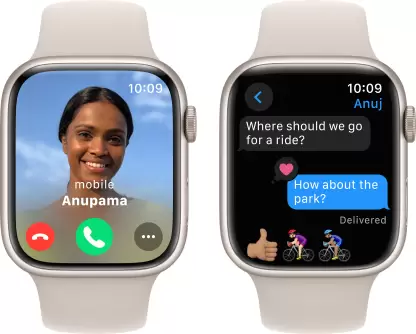 10:09
mobile
Anupama
10:09
Anuj
Where should we go
for a ride?
How about the
park?
Delivered